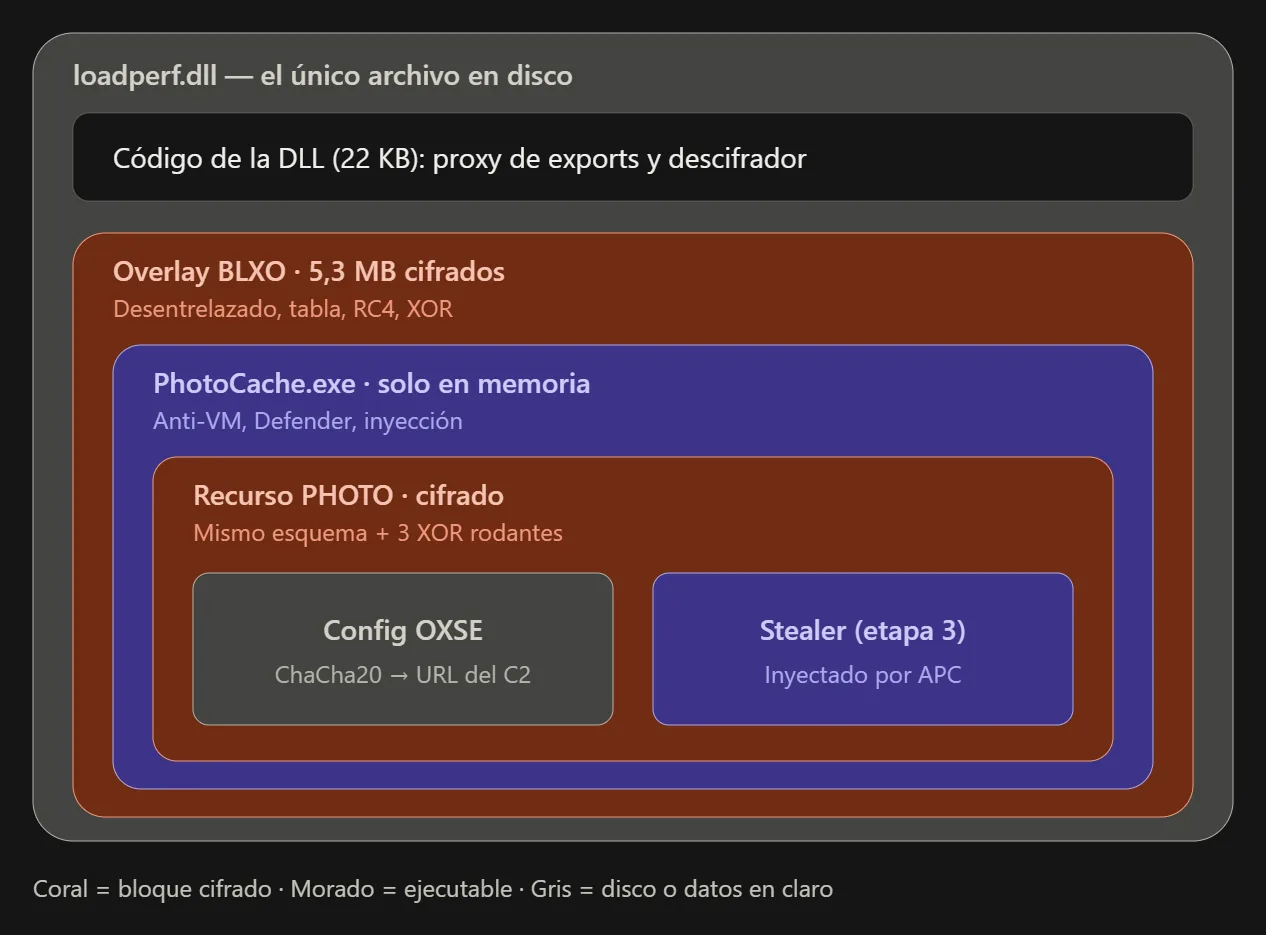 loadperf.dll — el único archivo en disco
Código de la DLL (22 KB): proxy de exports y descifrador
Overlay BLXO · 5,3 MB cifrados
Desentrelazado, tabla, RC4, XOR
PhotoCache.exe · solo en memoria
Anti-VM, Defender, inyección
Recurso PHOTO · cifrado
Mismo esquema + 3 XOR rodantes
Config OXSE
ChaCha20 → URL del C2
Stealer (etapa 3)
Inyectado por APC
Coral = bloque cifrado · Morado = ejecutable · Gris = disco o datos en claro